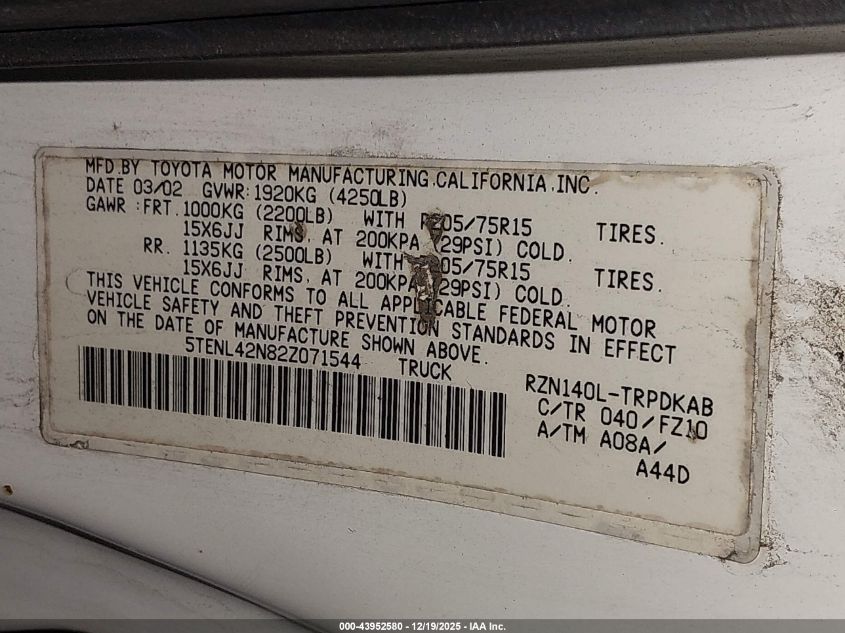 MFD.BY TOYOTA MOTOR MANUFACTURING.CALIFORNIA.INC.
DATE 03/02 GVWR:1920KG (4250LB)
GAWR :FRT.1000KG (2200LB) WITH P205/75R15 TIRES.
15X6JJ RIMS, AT 200KPA (29PSI) COLD.
RR. 1135KG (2500LB) WITH P205/75R15 TIRES.
15X6JJ RIMS, AT 200KPA (29PSI) COLD.
THIS VEHICLE CONFORMS TO ALL APPLICABLE FEDERAL MOTOR
VEHICLE SAFETY AND THEFT PREVENTION STANDARDS IN EFFECT
ON THE DATE OF MANUFACTURE SHOWN ABOVE.
5TENL42N82Z071544 TRUCK
RZN140L-TRPDKAB
C/TR 040/FZ10
A/TM A08A/
A44D
000-43952580 - 12/19/2025 - IAA Inc.